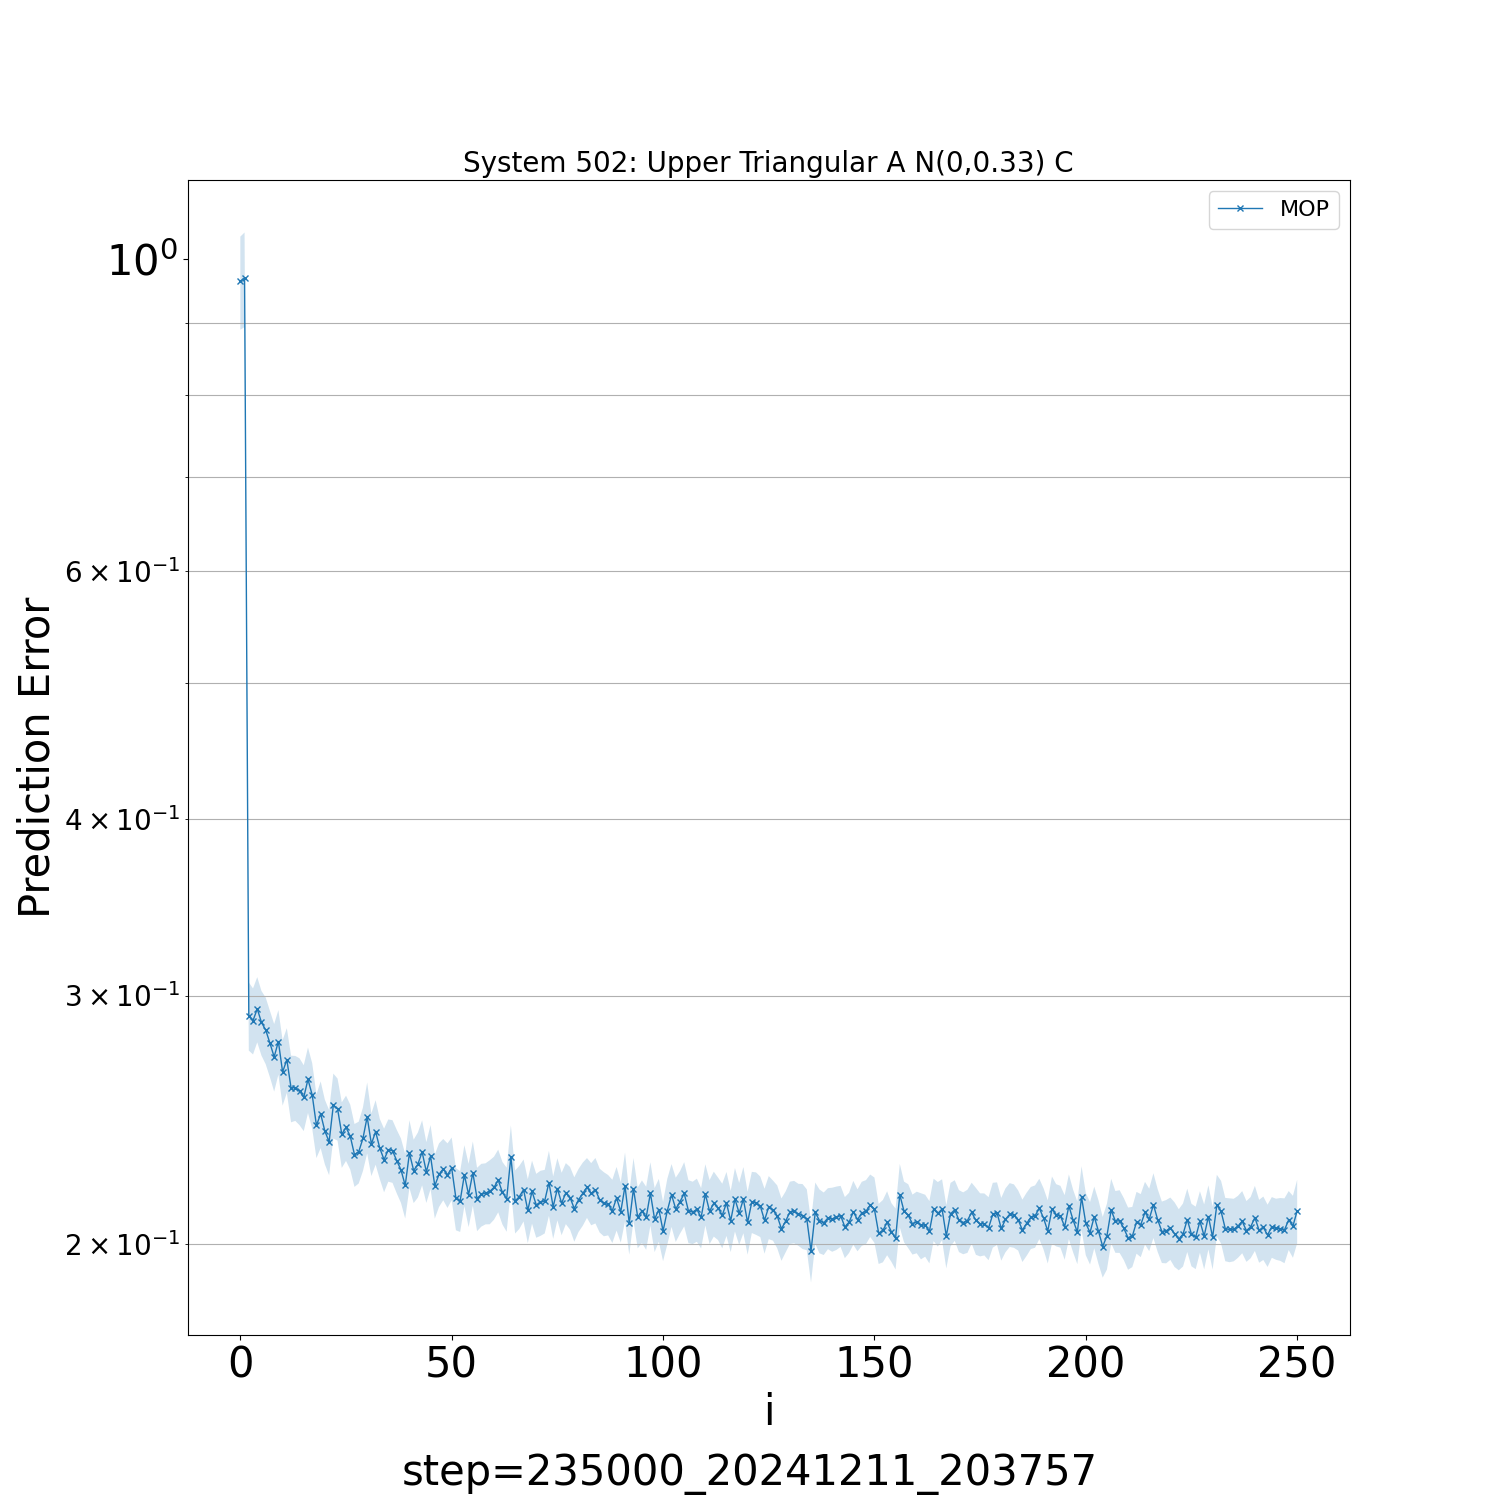 System 502: Upper Triangular A N(0,0.33) C
MOP
10⁰
6 × 10⁻¹
4 × 10⁻¹
3 × 10⁻¹
2 × 10⁻¹
Prediction Error
0 50 100 150 200 250
i
step=235000_20241211_203757